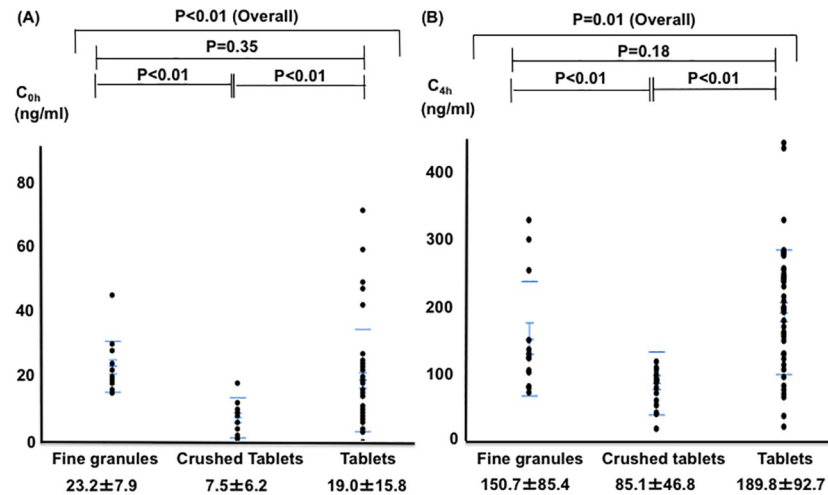 (A)
P<0.01 (Overall)
P=0.35
P<0.01
P<0.01
C0h
(ng/ml)
80
60
40
20
0
Fine granules
Crushed Tablets
Tablets
23.2±7.9
7.5±6.2
19.0±15.8
(B)
P=0.01 (Overall)
P=0.18
P<0.01
P<0.01
C4h
(ng/ml)
400
300
200
100
0
Fine granules
Crushed Tablets
Tablets
150.7±85.4
85.1±46.8
189.8±92.7